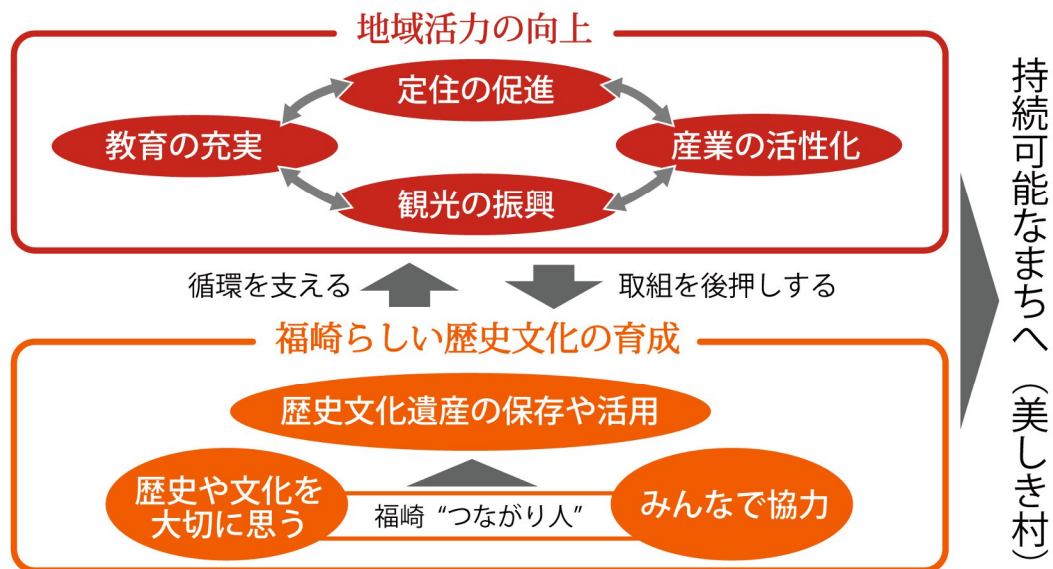 地域活力の向上
定住の促進
教育の充実
産業の活性化
観光の振興
循環を支える
取組を後押しする
福崎らしい歴史文化の育成
歴史文化遺産の保存や活用
歴史や文化を
大切に思う
福崎 “つながり人”
みんなで協力
持続可能なまちへ（美しき村）